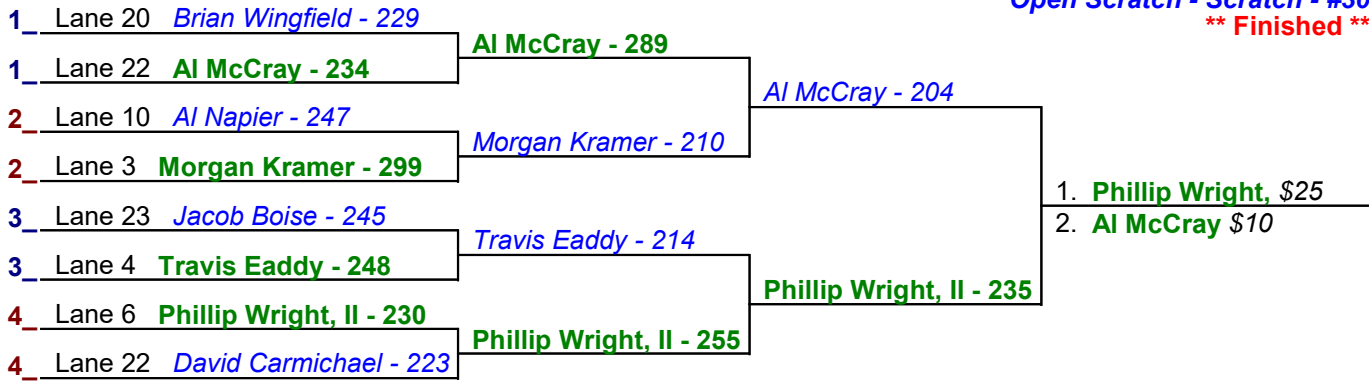 Open Scratch - Scratch - #30
** Finished **
1_ Lane 20 Brian Wingfield - 229
1_ Lane 22 Al McCray - 234
2_ Lane 10 Al Napier - 247
2_ Lane 3 Morgan Kramer - 299
3_ Lane 23 Jacob Boise - 245
3_ Lane 4 Travis Eaddy - 248
4_ Lane 6 Phillip Wright, II - 230
4_ Lane 22 David Carmichael - 223
Al McCray - 289
Morgan Kramer - 210
Travis Eaddy - 214
Phillip Wright, II - 255
Al McCray - 204
Phillip Wright, II - 235
1. Phillip Wright, $25
2. Al McCray $10